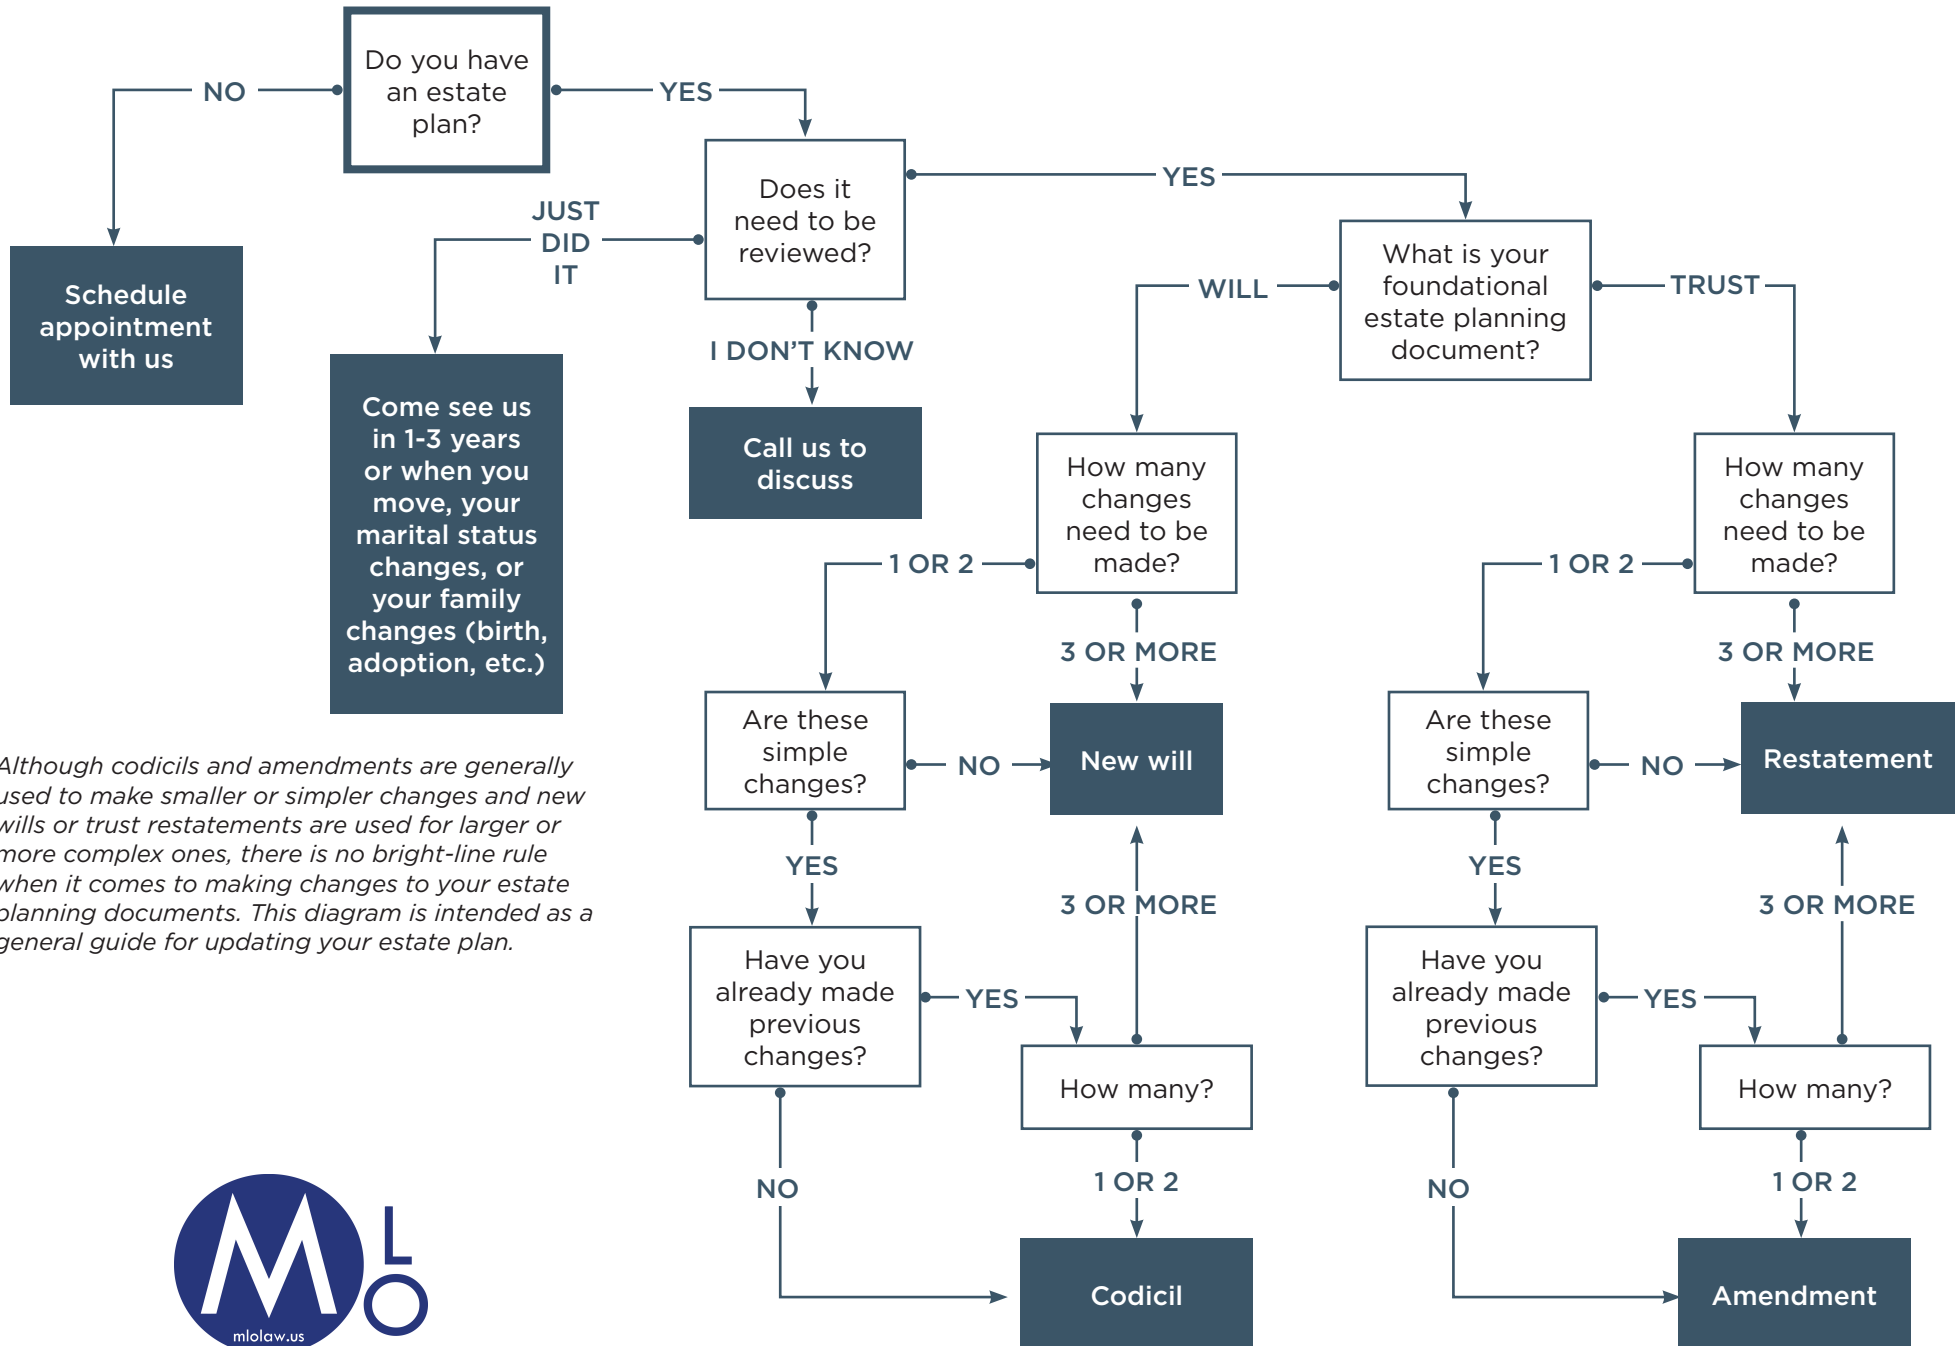 Do you have
an estate
plan?
NO
YES
Schedule
appointment
with us
Does it
need to be
reviewed?
JUST
DID
IT
Come see us
in 1-3 years
or when you
move, your
marital status
changes, or
your family
changes (birth,
adoption, etc.)
I DON'T KNOW
Call us to
discuss
YES
What is your
foundational
estate planning
document?
WILL
TRUST
How many
changes
need to be
made?
1 OR 2
3 OR MORE
Are these
simple
changes?
NO
New will
YES
Have you
already made
previous
changes?
YES
How many?
3 OR MORE
1 OR 2
NO
Codicil
How many
changes
need to be
made?
1 OR 2
3 OR MORE
Are these
simple
changes?
NO
Restatement
YES
Have you
already made
previous
changes?
YES
How many?
3 OR MORE
1 OR 2
NO
Amendment
Although codicils and amendments are generally
used to make smaller or simpler changes and new
wills or trust restatements are used for larger or
more complex ones, there is no bright-line rule
when it comes to making changes to your estate
planning documents. This diagram is intended as a
general guide for updating your estate plan.
M
L
O
mlolaw.us